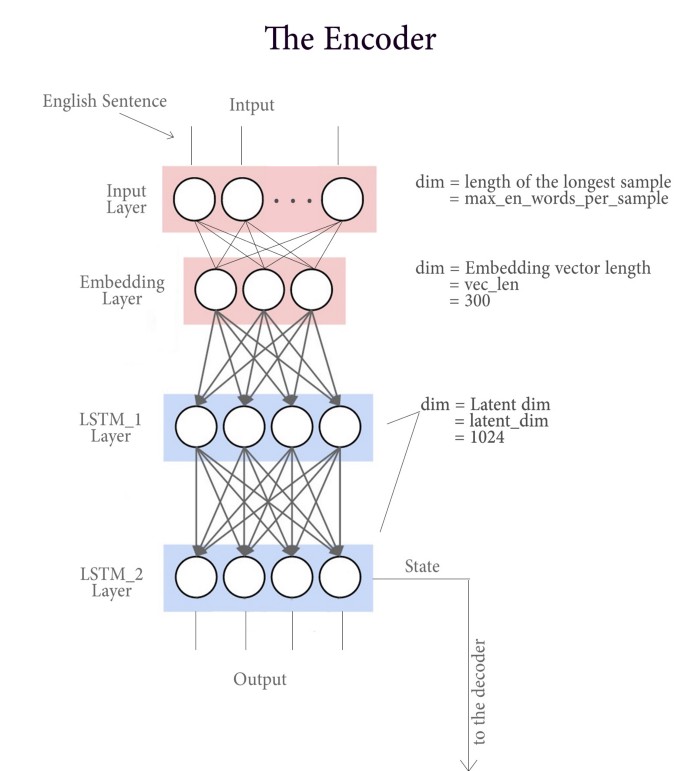 The Encoder
English Sentence
Intput
Input
Layer
dim = length of the longest sample
= max_en_words_per_sample
Embedding
Layer
dim = Embedding vector length
= vec_len
= 300
LSTM_1
Layer
dim = Latent dim
= latent_dim
= 1024
LSTM_2
Layer
State
to the decoder
Output